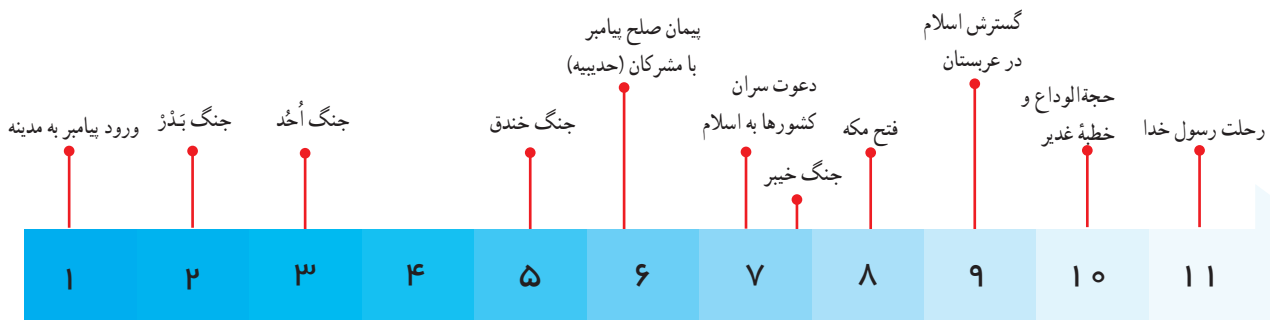 ورود پیامبر به مدینه
جنگ بَدْرْ
جنگ اُحُد
جنگ خندق
پیمان صلح پیامبر
با مشرکان (حدیبیه)
دعوت سران
کشورها به اسلام
جنگ خیبر
فتح مکه
گسترش اسلام
در عربستان
حجةالوداع و
خطبهٔ غدیر
رحلت رسول خدا
۱ ۲ ۳ ۴ ۵ ۶ ۷ ۸ ۹ ۱۰ ۱۱